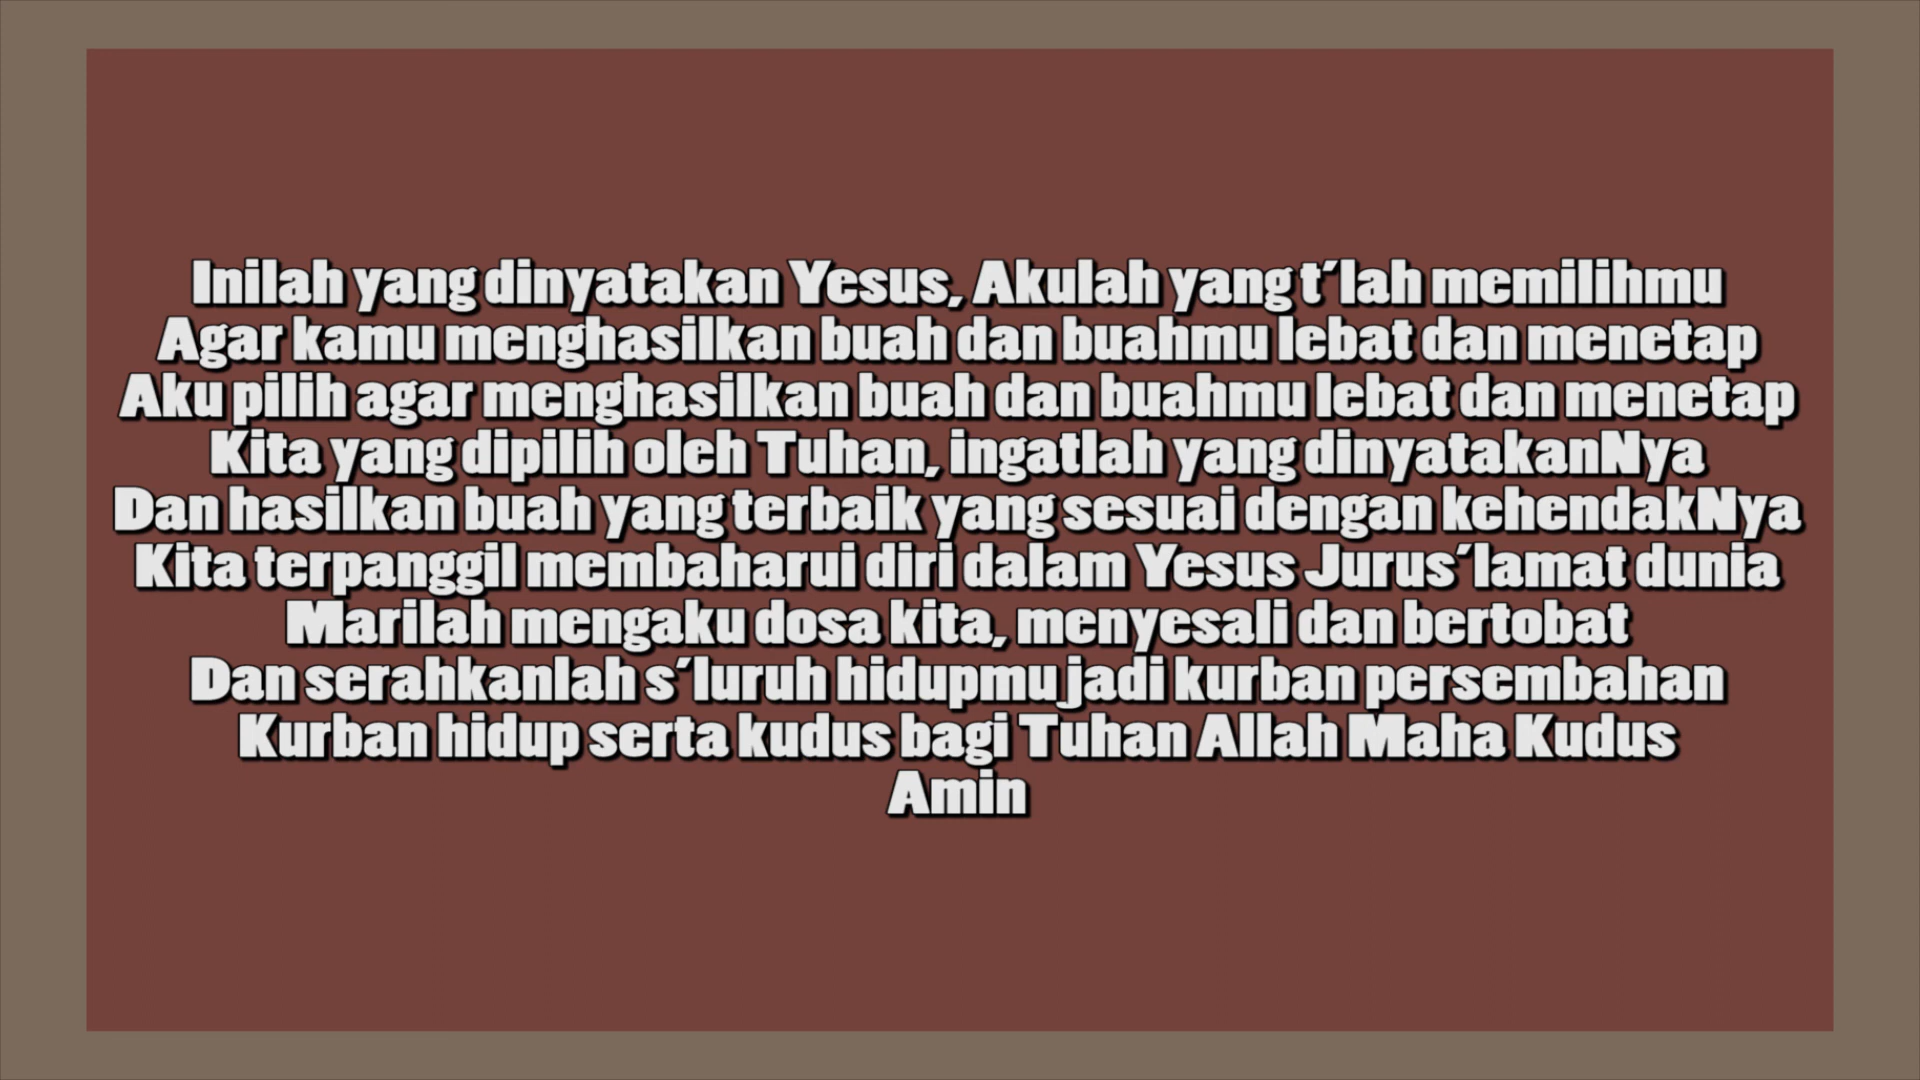 Inilah yang dinyatakan Yesus, Akulah yang t'lah memilihmu
Agar kamu menghasilkan buah dan buahmu lebat dan menetap
Aku pilih agar menghasilkan buah dan buahmu lebat dan menetap
Kita yang dipilih oleh Tuhan, ingatlah yang dinyatakanNya
Dan hasilkan buah yang terbaik yang sesuai dengan kehendakNya
Kita terpanggil membaharui diri dalam Yesus Jurus'lamat dunia
Marilah mengaku dosa kita, menyesali dan bertobat
Dan serahkanlah s'luruh hidupmu jadi kurban persembahan
Kurban hidup serta kudus bagi Tuhan Allah Maha Kudus
Amin